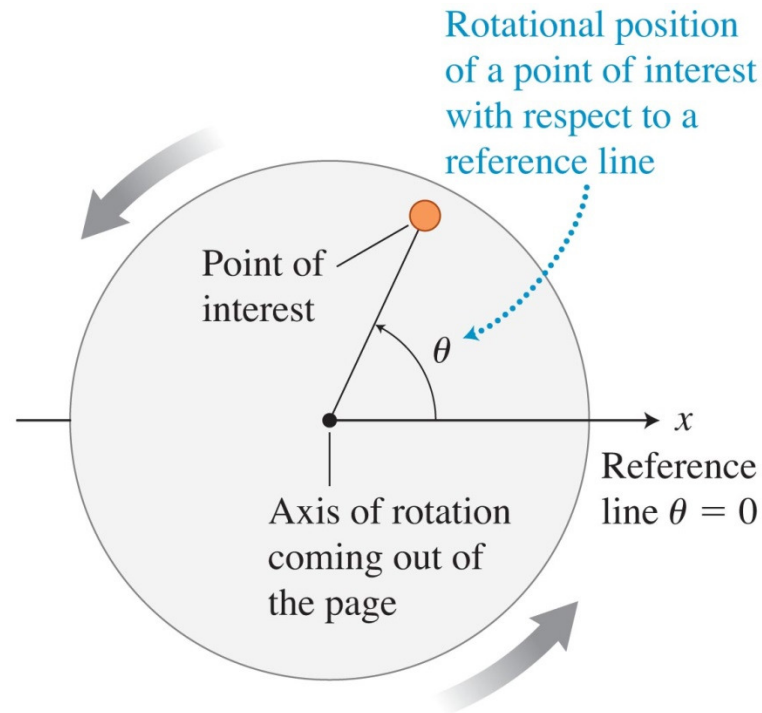 Rotational position
of a point of interest
with respect to a
reference line
Point of
interest
θ
x
Reference
line θ = 0
Axis of rotation
coming out of
the page